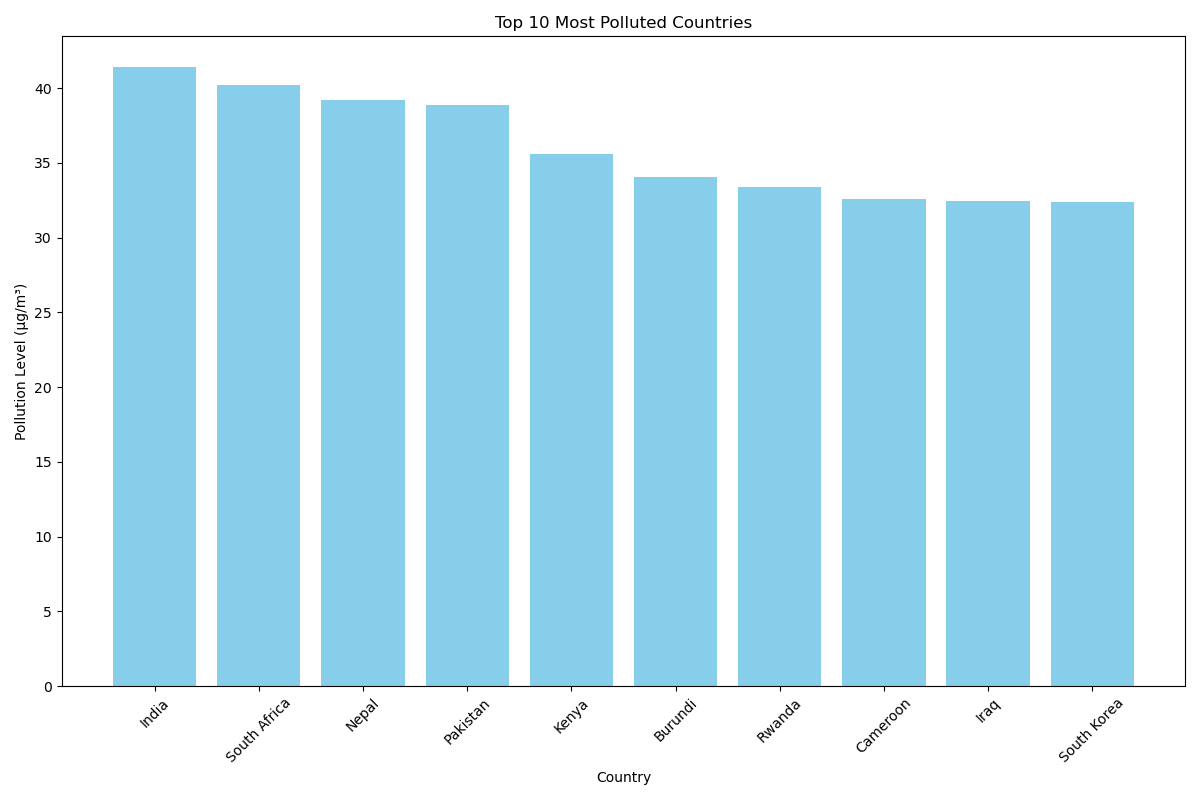 Top 10 Most Polluted Countries
Pollution Level (µg/m³)
40
35
30
25
20
15
10
5
0
India
South Africa
Nepal
Pakistan
Kenya
Burundi
Rwanda
Cameroon
Iraq
South Korea
Country